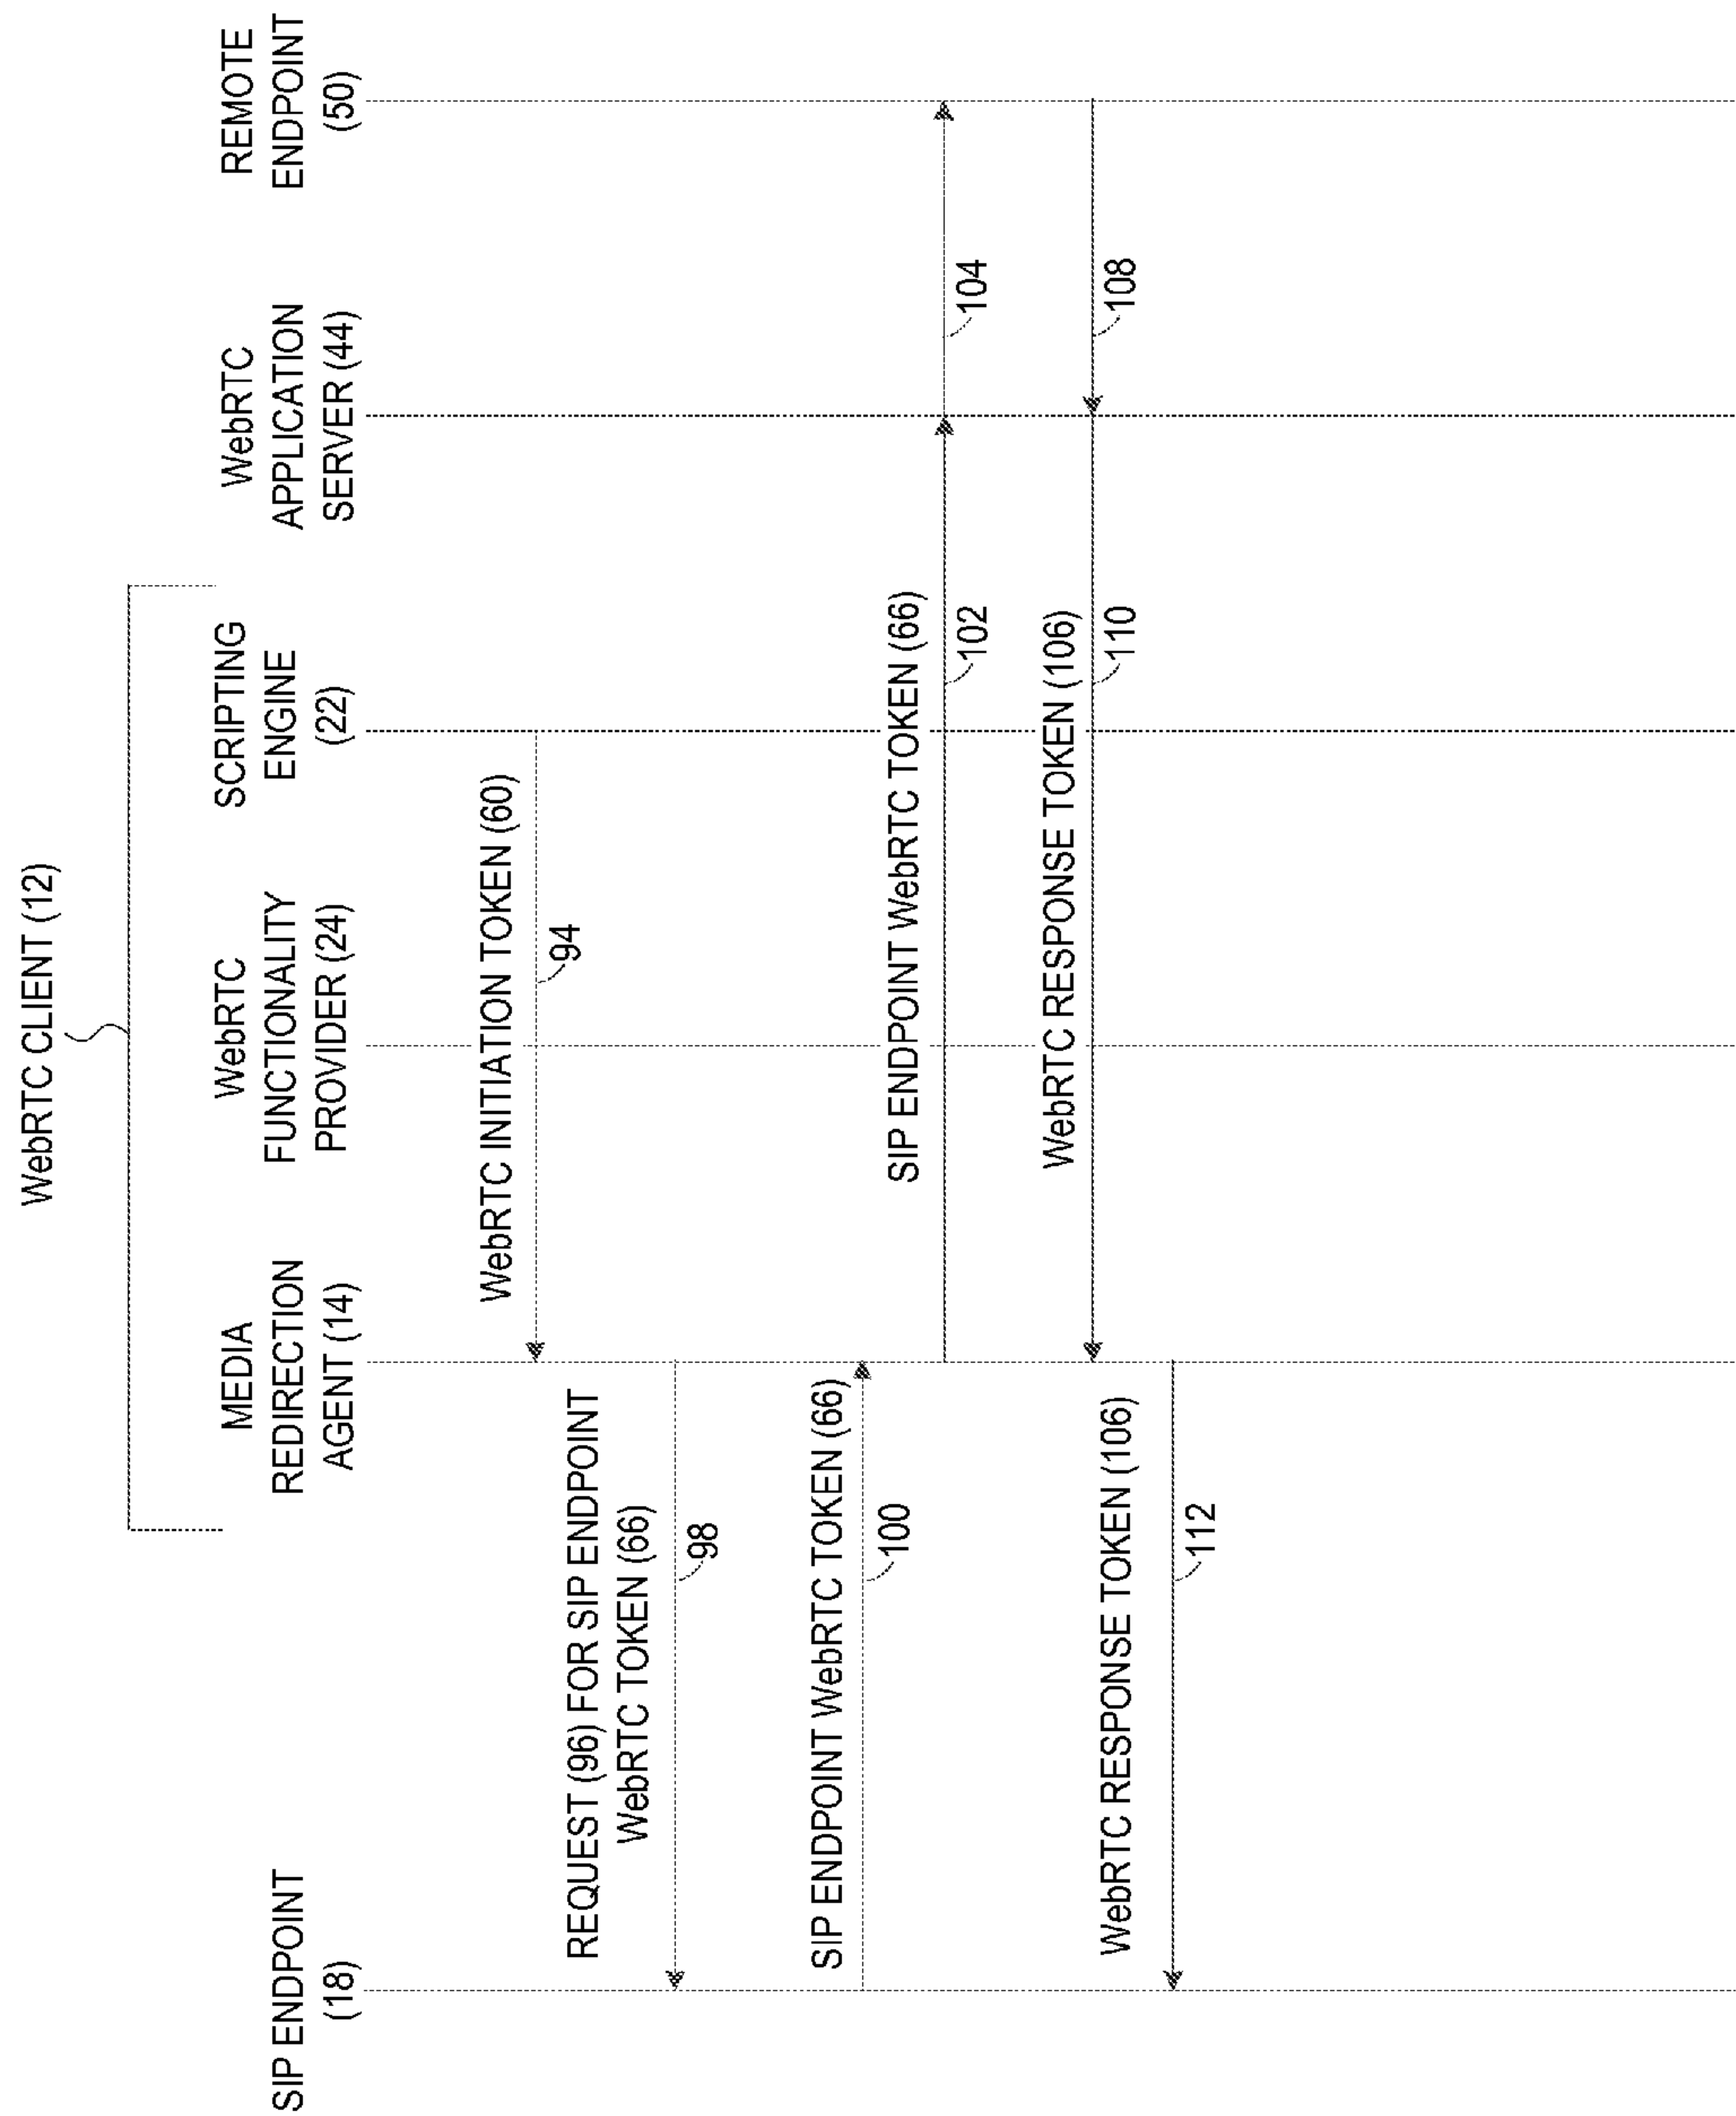 WebRTC CLIENT (12)
SIP ENDPOINT
(18)
MEDIA
REDIRECTION
AGENT (14)
WebRTC
FUNCTIONALITY
PROVIDER (24)
SCRIPTING
ENGINE
(22)
WebRTC
APPLICATION
SERVER (44)
REMOTE
ENDPOINT
(50)
WebRTC INITIATION TOKEN (60)
94
REQUEST (96) FOR SIP ENDPOINT
WebRTC TOKEN (66)
98
SIP ENDPOINT WebRTC TOKEN (66)
100
SIP ENDPOINT WebRTC TOKEN (66)
102
104
WebRTC RESPONSE TOKEN (106)
110
108
WebRTC RESPONSE TOKEN (106)
112